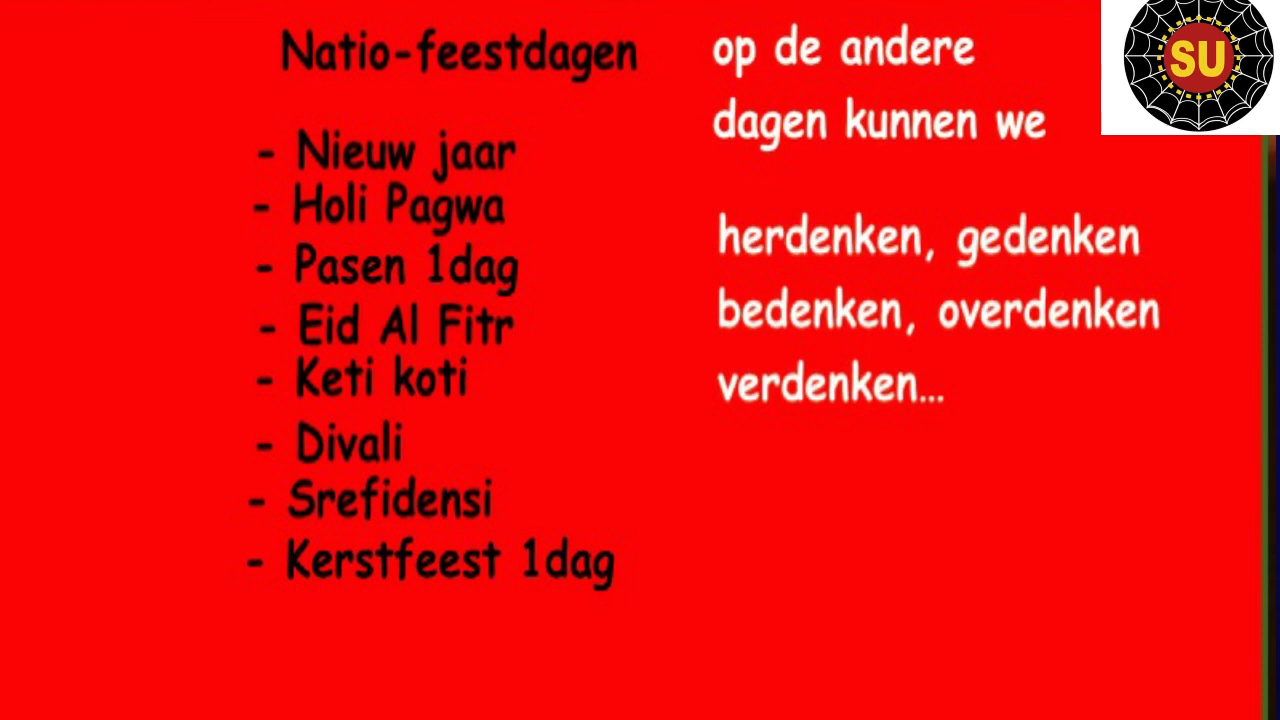 Natio-feestdagen
- Nieuw jaar
- Holi Pagwa
- Pasen 1dag
- Eid Al Fitr
- Keti koti
- Divali
- Srefidensi
- Kerstfeest 1dag
op de andere
dagen kunnen we
herdenken, gedenken
bedenken, overdenken
verdenken...
SU